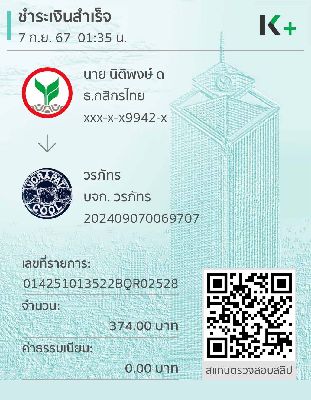 ชำระเงินสำเร็จ
7 ก.ย. 67 01:35 น.
K+
นาย นิติพงษ์ ด
ธ.กสิกรไทย
xxx-x-x9942-x
VORAPAT
COOL
วรภัทร
บจก. วรภัทร
202409070069707
เลขที่รายการ:
014251013522BQR02528
จำนวน:
374.00 บาท
ค่าธรรมเนียม:
0.00 บาท
สแกนตรวจสอบสลิป